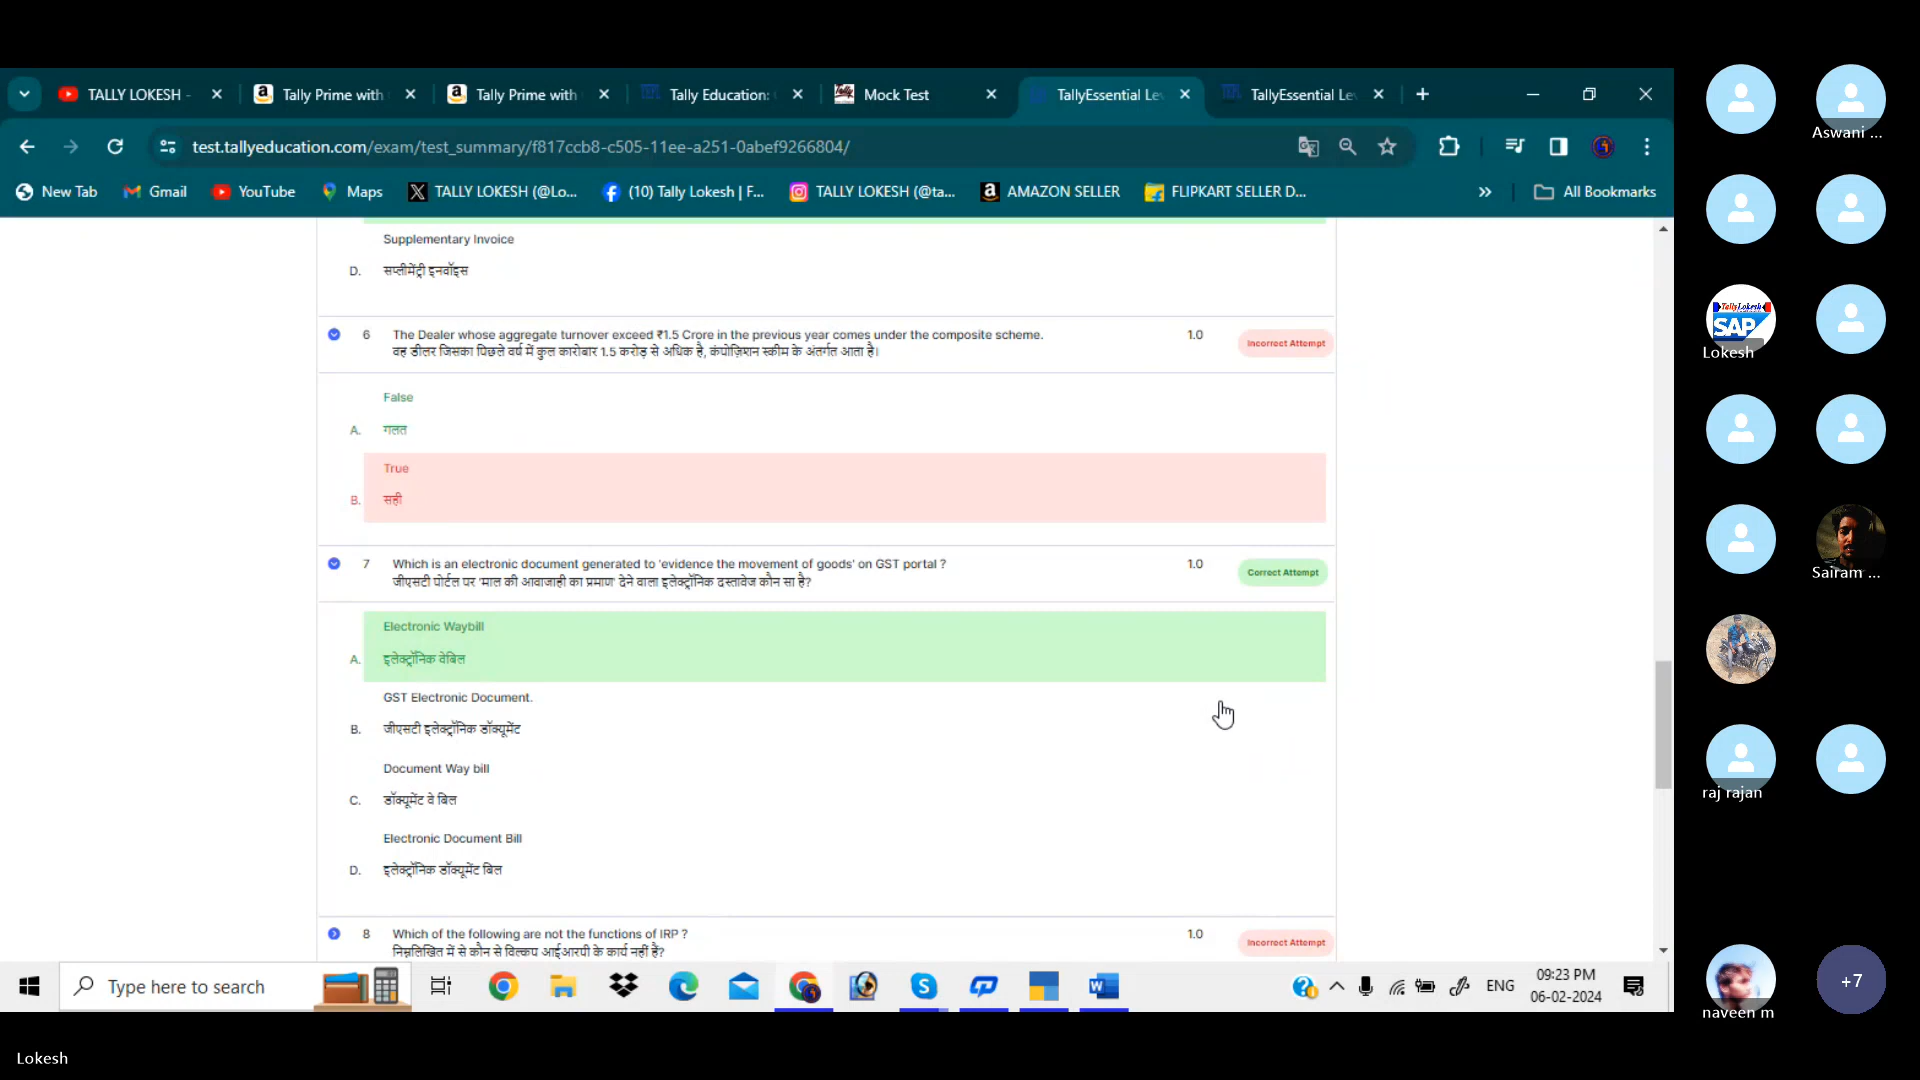 TALLY LOKESH -
Tally Prime with
Tally Prime with
Tally Education:
Mock Test
TallyEssential Le
TallyEssential Le
test.tallyeducation.com/exam/test_summary/f817ccb8-c505-11ee-a251-0abef9266804/
New Tab
Gmail
YouTube
Maps
TALLY LOKESH (@Lo...
(10) Tally Lokesh | F...
TALLY LOKESH (@ta...
AMAZON SELLER
FLIPKART SELLER D...
»
All Bookmarks
Supplementary Invoice
D. सप्लीमेंट्री इनवॉइस
6 The Dealer whose aggregate turnover exceed ₹1.5 Crore in the previous year comes under the composite scheme. 1.0 Incorrect Attempt
वह डीलर जिसका पिछले वर्ष में कुल कारोबार 1.5 करोड़ से अधिक है, कंपोज़िशन स्कीम के अंतर्गत आता है।
False
A. गलत
True
B. सही
7 Which is an electronic document generated to 'evidence the movement of goods' on GST portal ? 1.0 Correct Attempt
जीएसटी पोर्टल पर 'माल की आवाजाही का प्रमाण' देने वाला इलेक्ट्रॉनिक दस्तावेज कौन सा है?
Electronic Waybill
A. इलेक्ट्रॉनिक वेबिल
GST Electronic Document.
B. जीएसटी इलेक्ट्रॉनिक डॉक्यूमेंट
Document Way bill
C. डॉक्यूमेंट वे बिल
Electronic Document Bill
D. इलेक्ट्रॉनिक डॉक्यूमेंट बिल
8 Which of the following are not the functions of IRP ? 1.0 Incorrect Attempt
निम्नलिखित में से कौन से विकल्प आईआरपी के कार्य नहीं हैं?
Type here to search
ENG
09:23 PM
06-02-2024
Aswani ...
TallyLokesh
SAP
Lokesh
Sairam ...
raj rajan
naveen m
+7
Lokesh